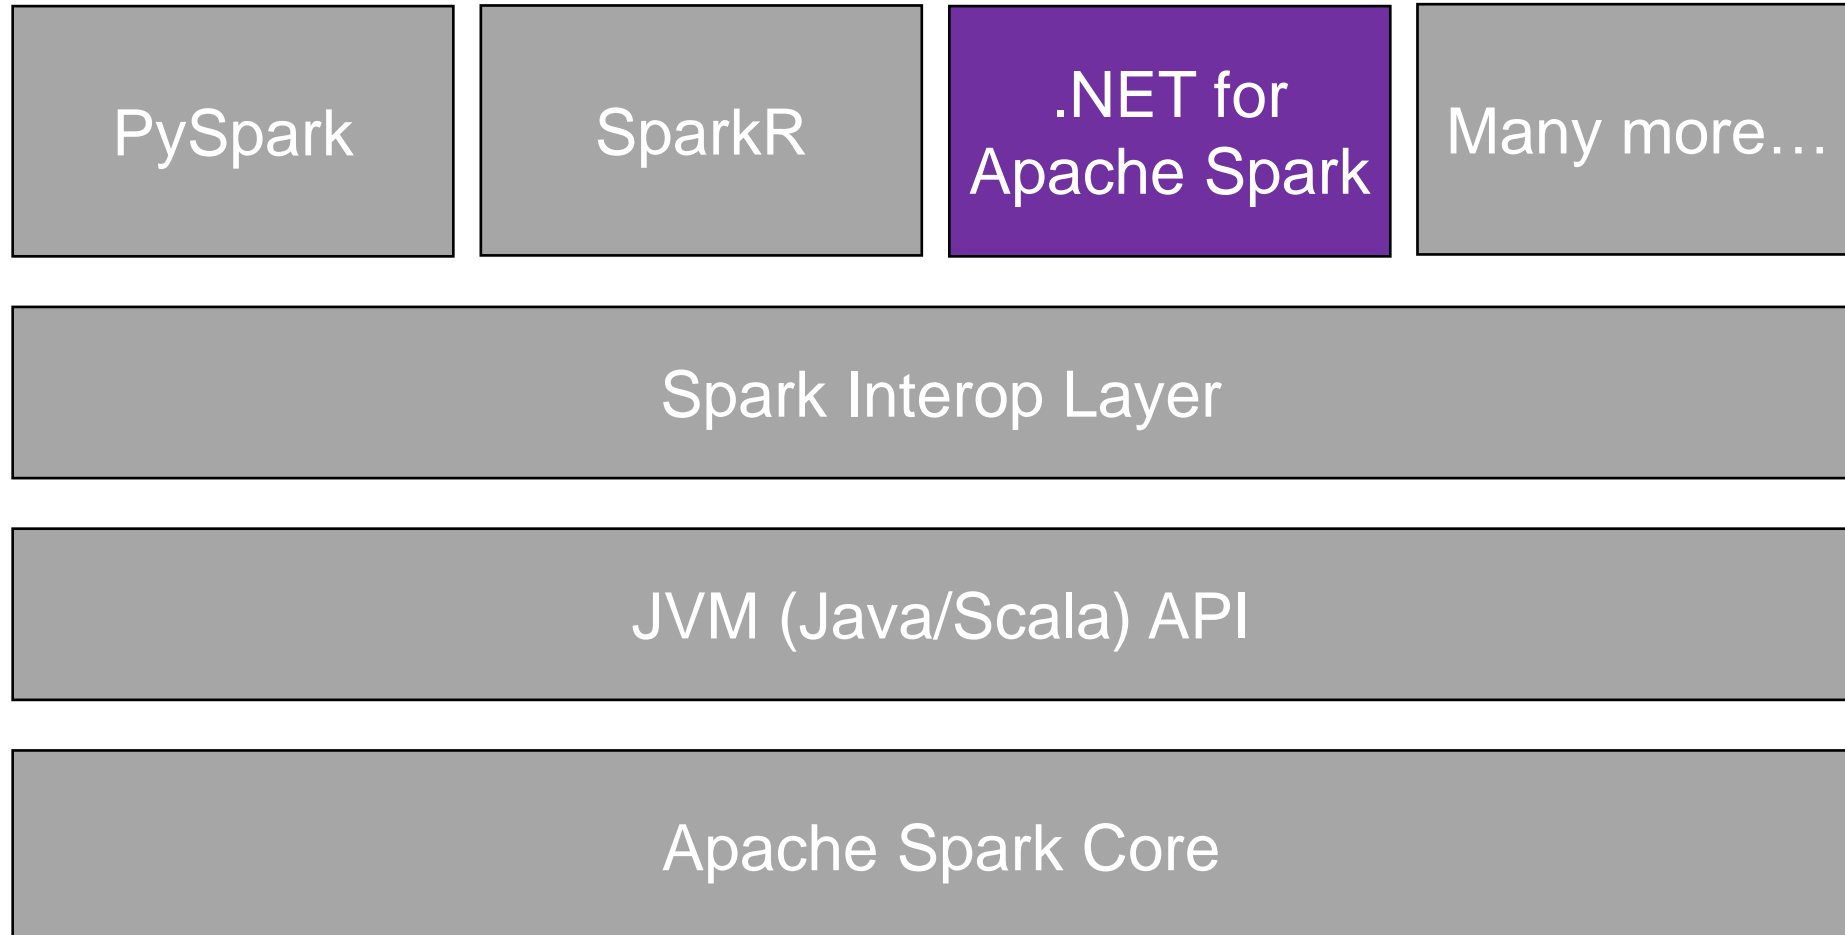 PySpark
SparkR
.NET for
Apache Spark
Many more…
Spark Interop Layer
JVM (Java/Scala) API
Apache Spark Core